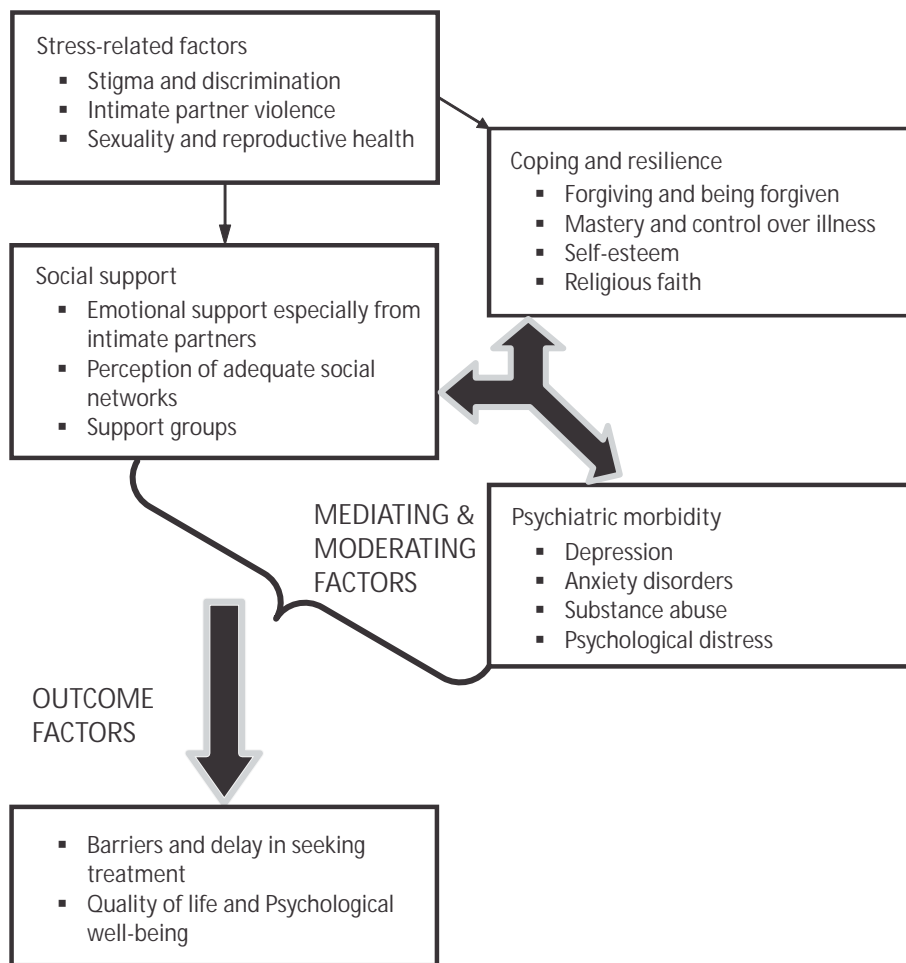 Stress-related factors
▪ Stigma and discrimination
▪ Intimate partner violence
▪ Sexuality and reproductive health
Coping and resilience
▪ Forgiving and being forgiven
▪ Mastery and control over illness
▪ Self-esteem
▪ Religious faith
Social support
▪ Emotional support especially from
intimate partners
▪ Perception of adequate social
networks
▪ Support groups
MEDIATING &
MODERATING
FACTORS
Psychiatric morbidity
▪ Depression
▪ Anxiety disorders
▪ Substance abuse
▪ Psychological distress
OUTCOME
FACTORS
▪ Barriers and delay in seeking
treatment
▪ Quality of life and Psychological
well-being